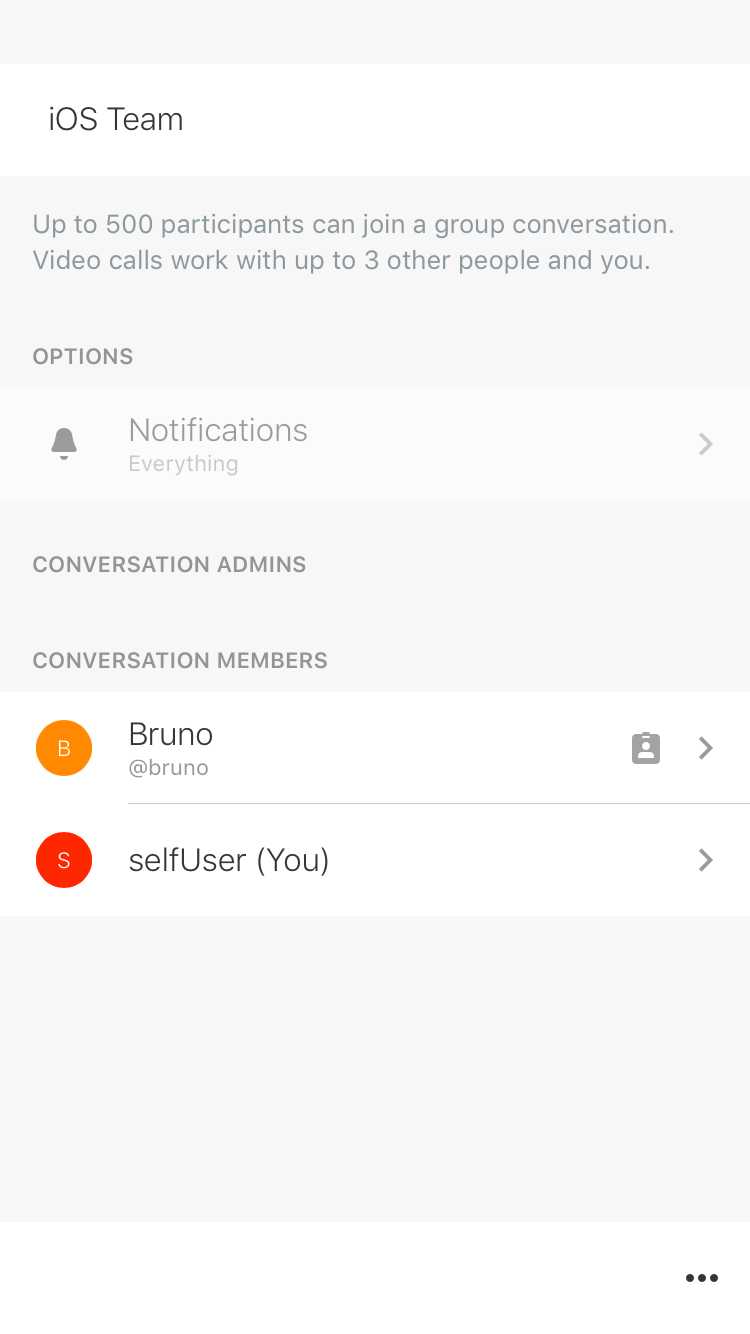 iOS Team
Up to 500 participants can join a group conversation.
Video calls work with up to 3 other people and you.
OPTIONS
Notifications
Everything
CONVERSATION ADMINS
CONVERSATION MEMBERS
B
Bruno
@bruno
S
selfUser (You)